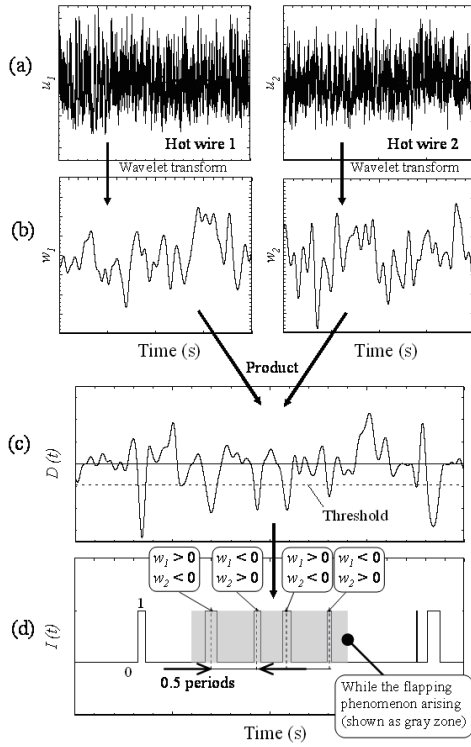 (a)
u1
Hot wire 1
u2
Hot wire 2
Wavelet transform
Wavelet transform
(b)
w1
w2
Time (s)
Time (s)
Product
(c)
D (t)
Threshold
w1 > 0
w2 < 0
w1 < 0
w2 > 0
w1 > 0
w2 < 0
w1 < 0
w2 > 0
(d)
I (t)
1
0
0.5 periods
While the flapping
phenomenon arising
(shown as gray zone)
Time (s)